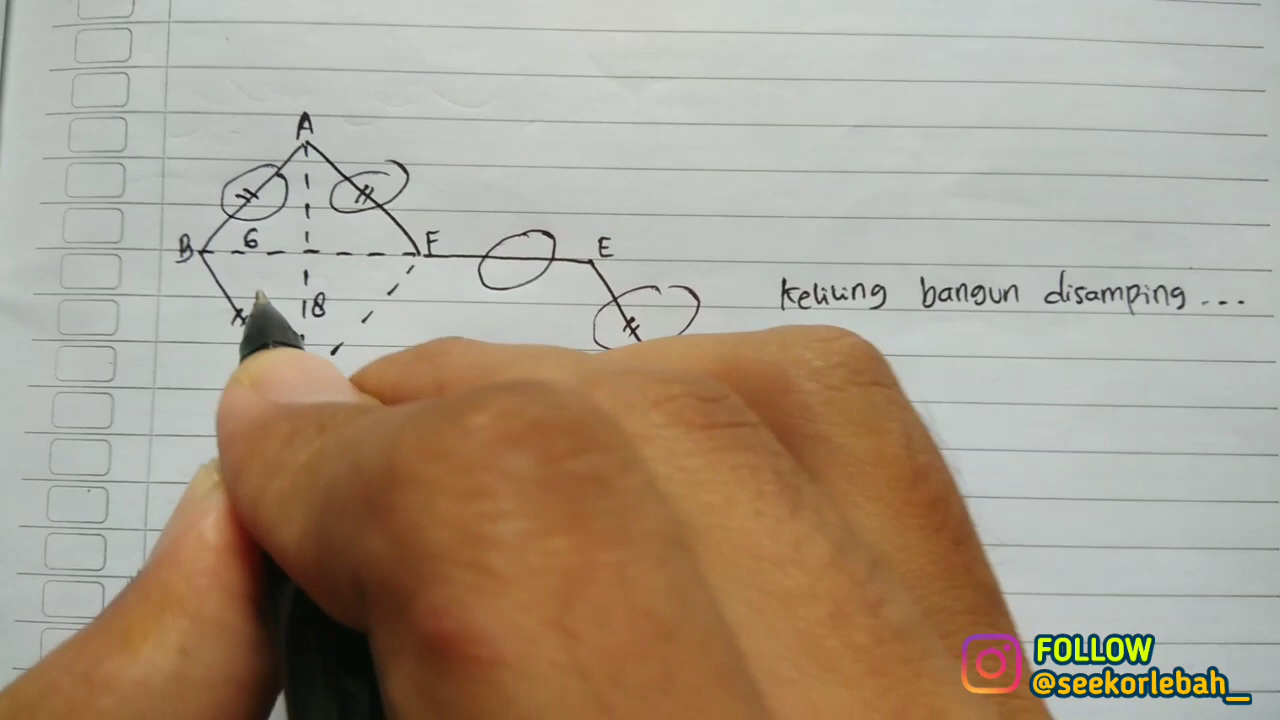 A
B 6 F E
18
keliling bangun disamping ...
FOLLOW
@seekorlebah_